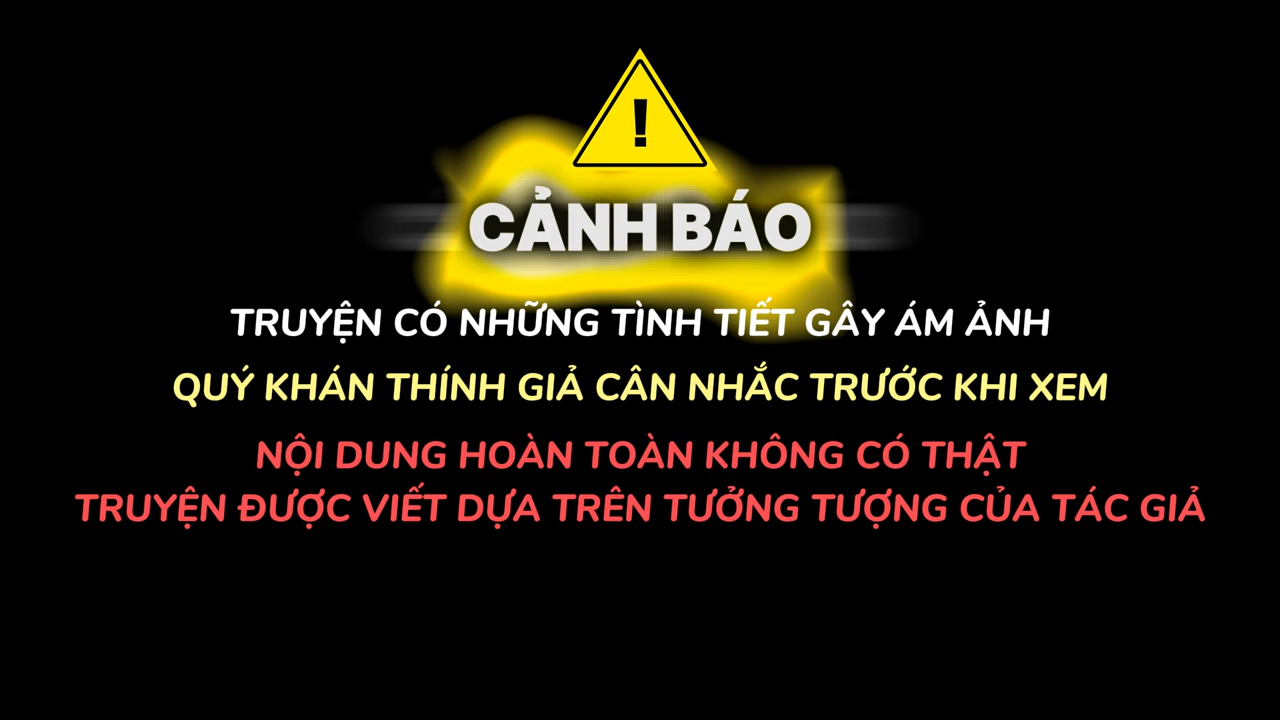 !
CẢNH BÁO
TRUYỆN CÓ NHỮNG TÌNH TIẾT GÂY ÁM ẢNH
QUÝ KHÁN THÍNH GIẢ CÂN NHẮC TRƯỚC KHI XEM
NỘI DUNG HOÀN TOÀN KHÔNG CÓ THẬT
TRUYỆN ĐƯỢC VIẾT DỰA TRÊN TƯỞNG TƯỢNG CỦA TÁC GIẢ